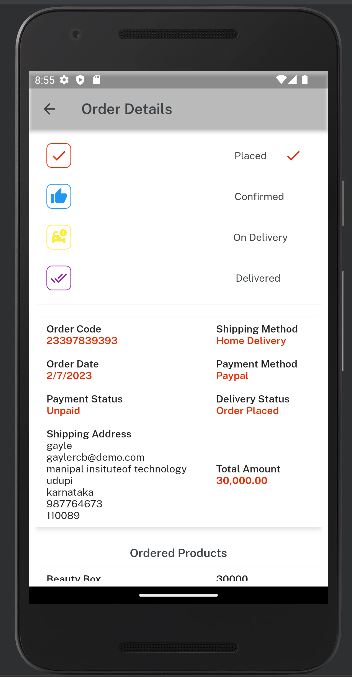 8:55
Order Details
Placed
Confirmed
On Delivery
Delivered
Order Code Shipping Method
23397839393 Home Delivery
Order Date Payment Method
2/7/2023 Paypal
Payment Status Delivery Status
Unpaid Order Placed
Shipping Address
gayle
gaylercb@demo.com
manipal insituteof technology Total Amount
udupi 30,000.00
karnataka
987764673
110089
Ordered Products
Beauty Box 30000